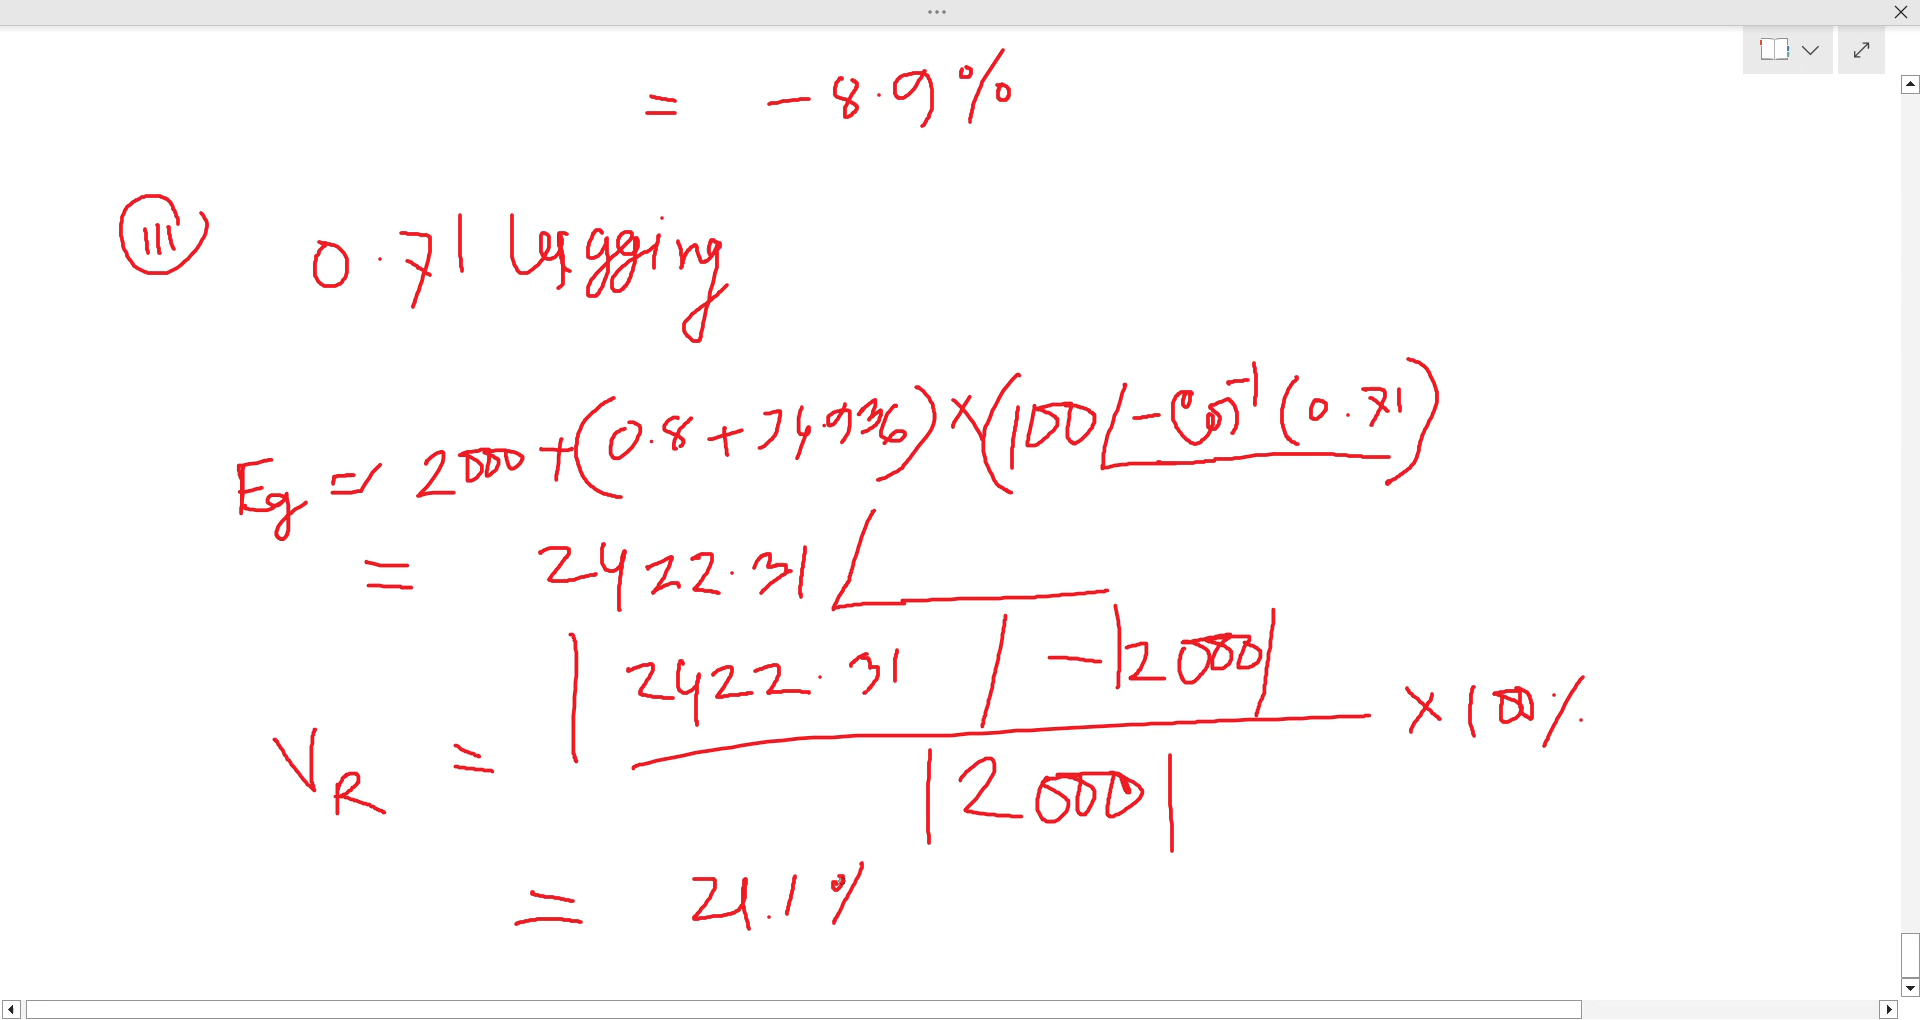 = - 8.9%
(iii) 0.71 lagging
Eg = 2000 + (0.8 + j4.936) × (100∠-Cos⁻¹(0.71))
= 2422.31∠
VR = |2422.31| - |2000| / |2000| × 100%
= 21.1%